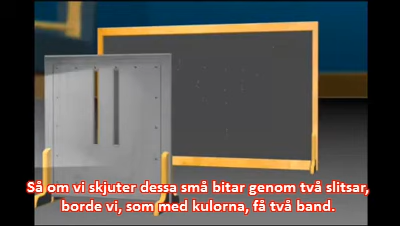 Så om vi skjuter dessa små bitar genom två slitsar,
borde vi, som med kulorna, få två band.